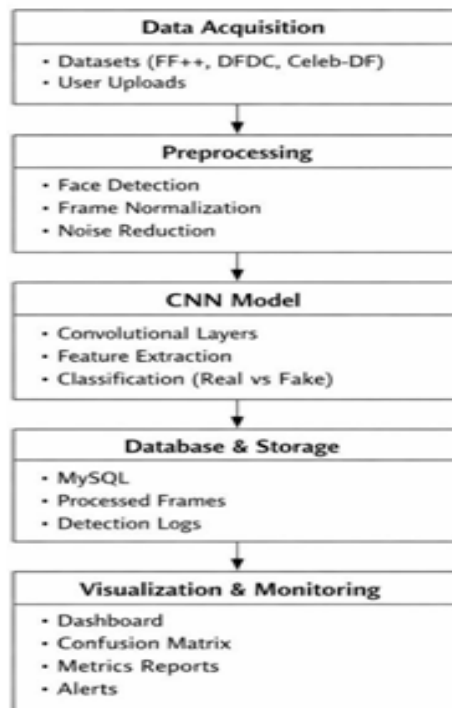 Data Acquisition
• Datasets (FF++, DFDC, Celeb-DF)
• User Uploads
Preprocessing
• Face Detection
• Frame Normalization
• Noise Reduction
CNN Model
• Convolutional Layers
• Feature Extraction
• Classification (Real vs Fake)
Database & Storage
• MySQL
• Processed Frames
• Detection Logs
Visualization & Monitoring
• Dashboard
• Confusion Matrix
• Metrics Reports
• Alerts